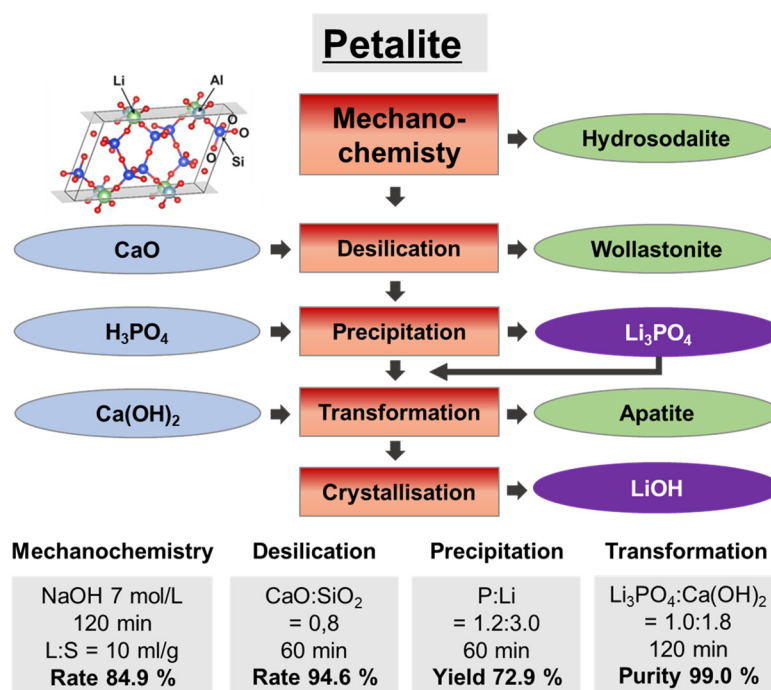 Petalite
Li
Al
O
O
Si
O
Mechano-
chemisty
Hydrosodalite
CaO
Desilication
Wollastonite
H₃PO₄
Precipitation
Li₃PO₄
Ca(OH)₂
Transformation
Apatite
Crystallisation
LiOH
Mechanochemistry
NaOH 7 mol/L
120 min
L:S = 10 ml/g
Rate 84.9 %
Desilication
CaO:SiO₂
= 0,8
60 min
Rate 94.6 %
Precipitation
P:Li
= 1.2:3.0
60 min
Yield 72.9 %
Transformation
Li₃PO₄:Ca(OH)₂
= 1.0:1.8
120 min
Purity 99.0 %